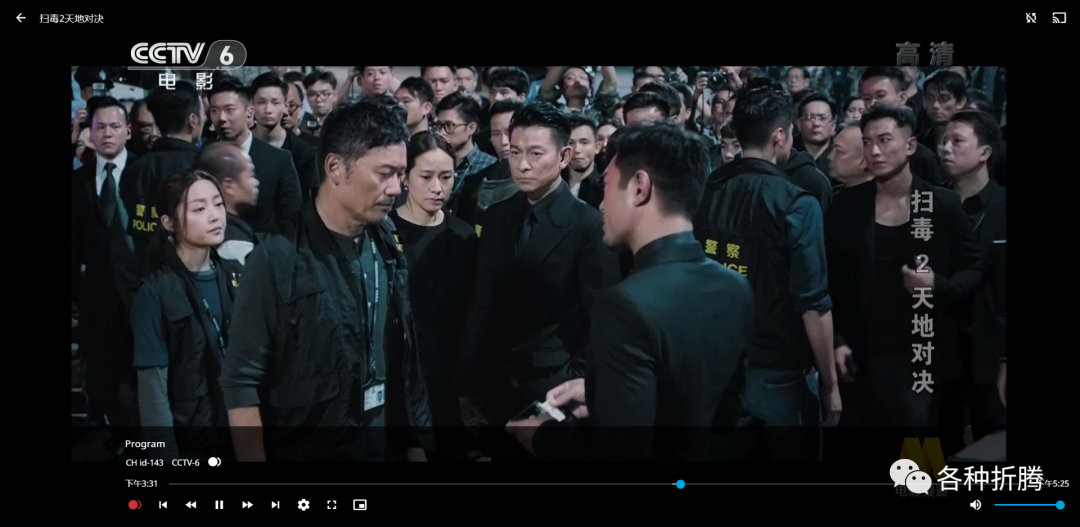 扫毒2天地对决
CCTV 6
电影
高清
警察
POLICE
警察
扫毒2天地对决
Program
CH id-143 CCTV-6
下午3:31
下午5:25
各种折腾